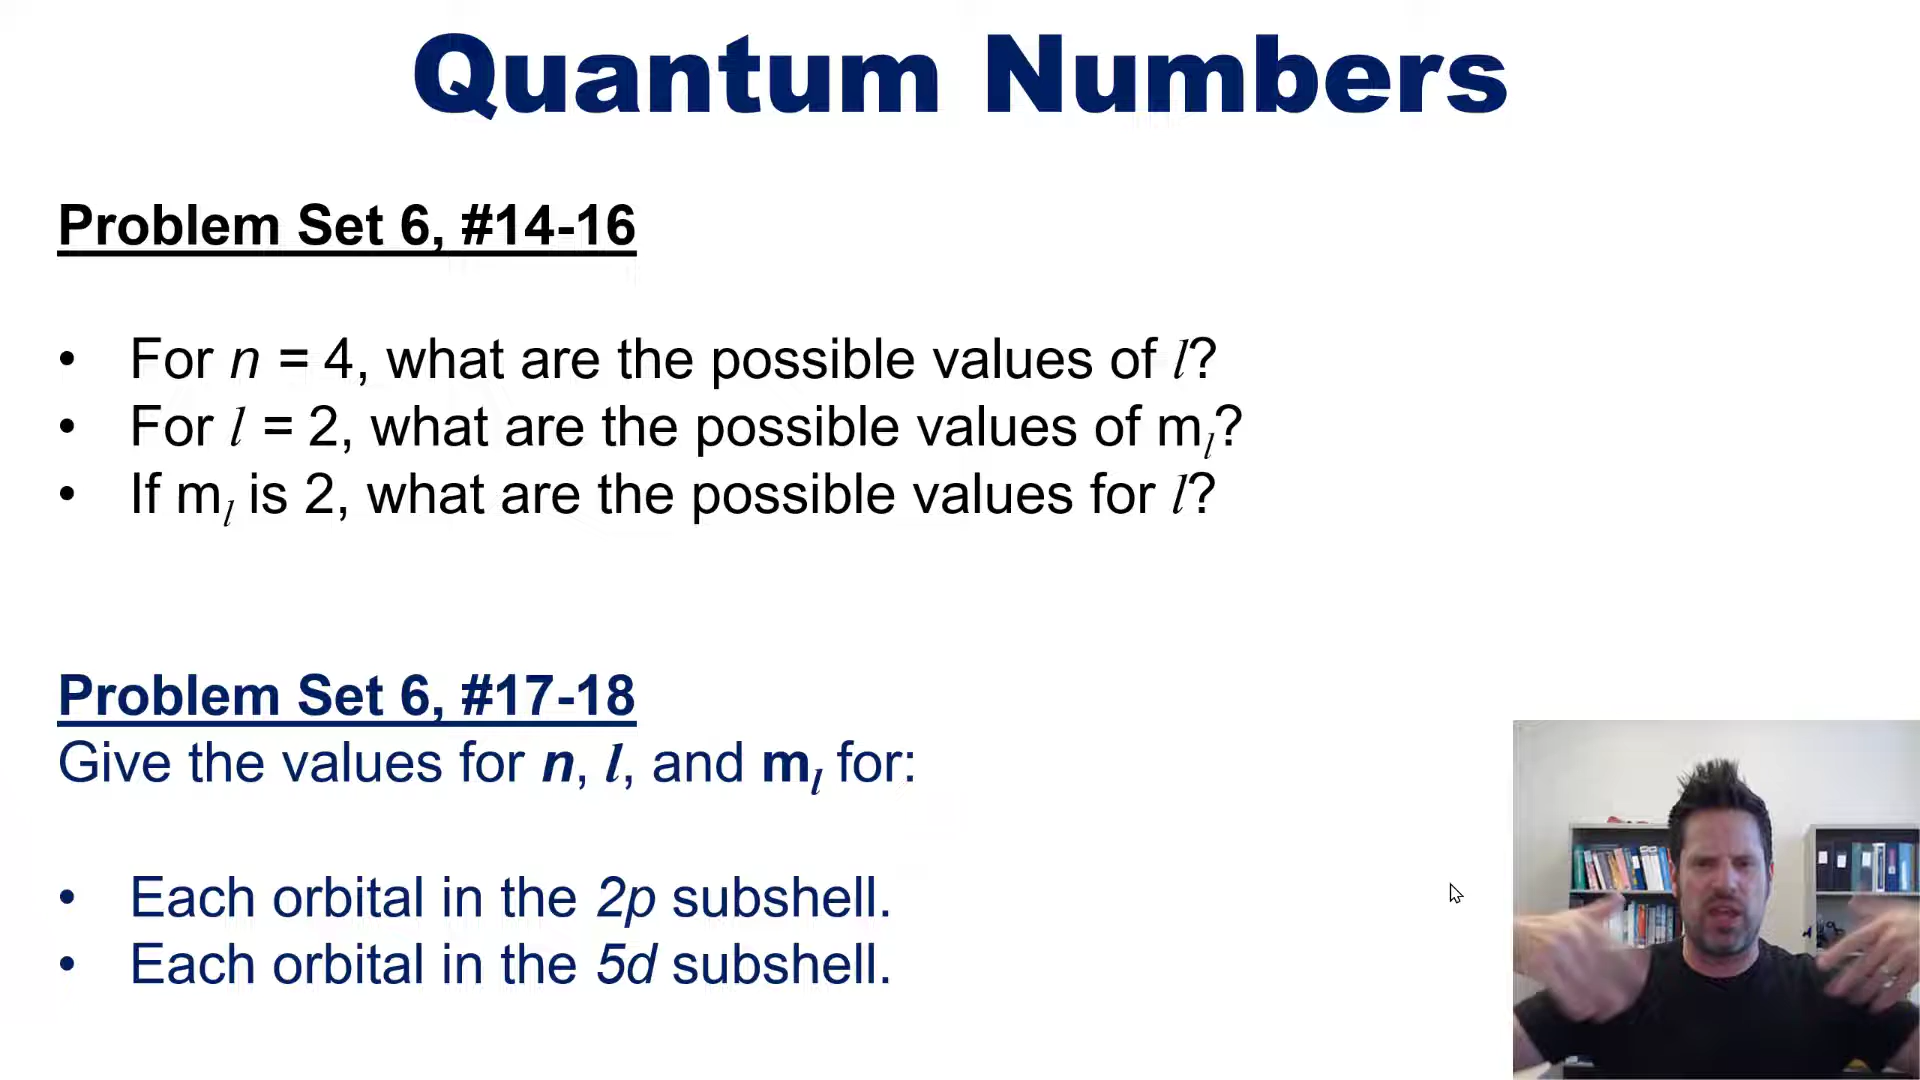 Quantum Numbers
Problem Set 6, #14-16
• For n = 4, what are the possible values of l?
• For l = 2, what are the possible values of mₗ?
• If mₗ is 2, what are the possible values for l?
Problem Set 6, #17-18
Give the values for n, l, and mₗ for:
• Each orbital in the 2p subshell.
• Each orbital in the 5d subshell.